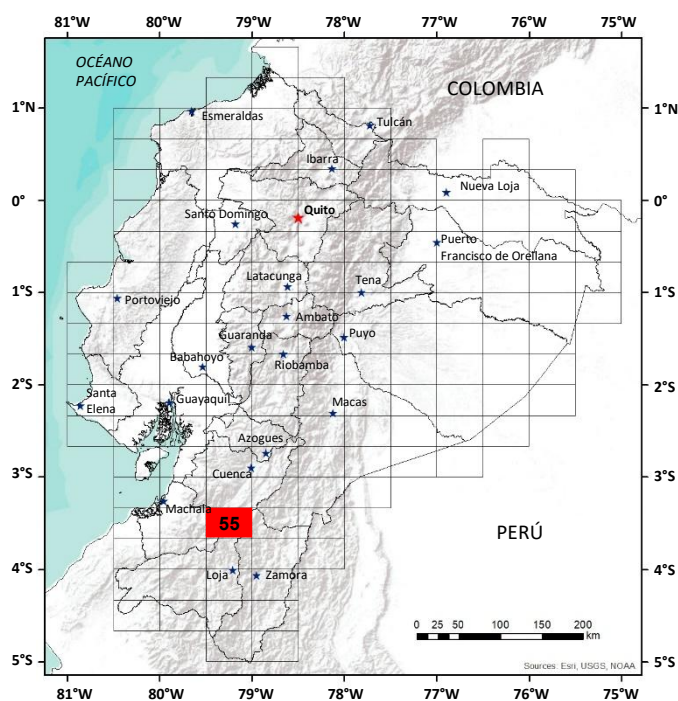 81°W 80°W 79°W 78°W 77°W 76°W 75°W
OCÉANO
PACÍFICO
COLOMBIA
1°N 1°N
Esmeraldas
Tulcán
Ibarra
Nueva Loja
0° 0°
Santo Domingo
Quito
Puerto
Francisco de Orellana
Latacunga
Tena
1°S 1°S
Portoviejo
Ambato
Guaranda
Puyo
Babahoyo
Riobamba
2°S 2°S
Santa
Elena
Guayaquil
Macas
Azogues
Cuenca
3°S 3°S
Machala
55
PERÚ
4°S 4°S
Loja
Zamora
0 25 50 100 150 200
km
Sources: Esri, USGS, NOAA
5°S 5°S
81°W 80°W 79°W 78°W 77°W 76°W 75°W